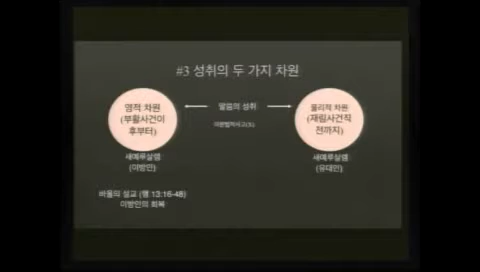 #3 성취의 두 가지 차원
영적 차원
(부활사건이
후부터)
말씀의 성취
물리적 차원
(재림사건직
전까지)
새예루살렘
(이방인)
새예루살렘
(유대인)
바울의 설교 (행.13:16-48)
이방인의 회복